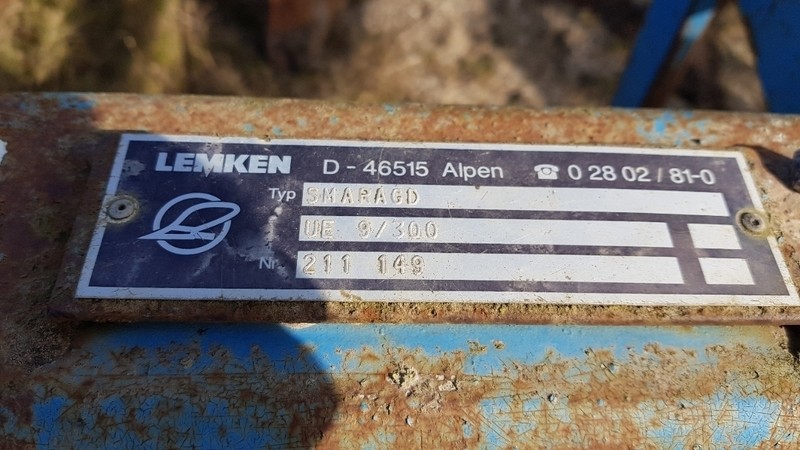 LEMKEN D - 46515 Alpen ☎ 0 28 02 / 81-0
Typ SMARAGD
UE 9/300
Nr. 211 149